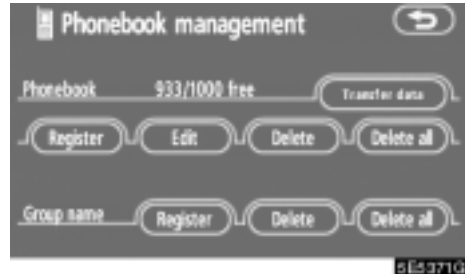 Phonebook management
Phonebook 933/1000 free Transfer data
Register Edit Delete Delete all
Group name Register Delete Delete all
5E53710